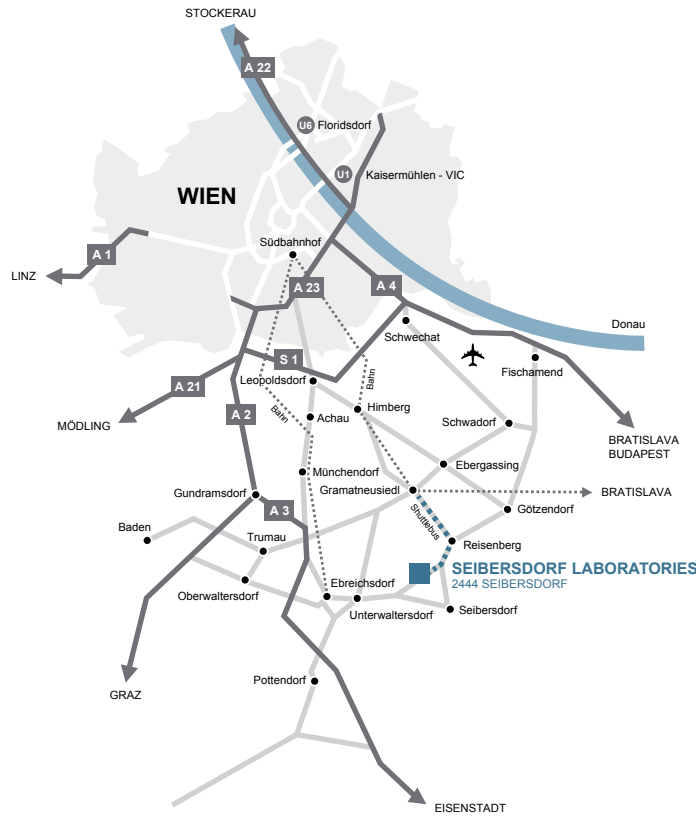 STOCKERAU
A 22
U6 Floridsdorf
U1 Kaisermühlen - VIC
WIEN
Südbahnhof
A 1
LINZ
A 23
A 4
Donau
Schwechat
S 1
Fischamend
Leopoldsdorf
Bahn
Bahn
A 21
MÖDLING
A 2
Himberg
Achau
Schwadorf
BRATISLAVA
BUDAPEST
Münchendorf
Ebergassing
Gramatneusiedl
BRATISLAVA
Gundramsdorf
A 3
Shuttlebus
Götzendorf
Baden
Trumau
Reisenberg
SEIBERSDORF LABORATORIES
2444 SEIBERSDORF
Oberwaltersdorf
Ebreichsdorf
Unterwaltersdorf
Seibersdorf
Pottendorf
GRAZ
EISENSTADT